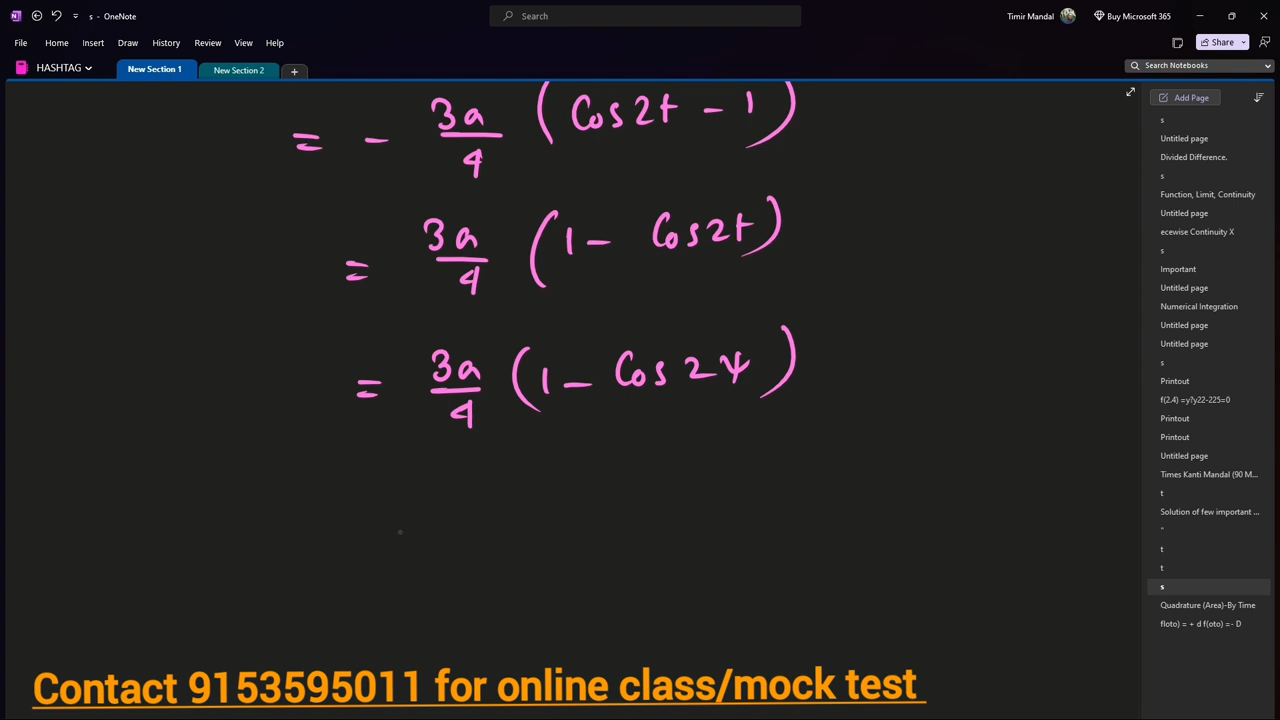 s - OneNote
Search
Timir Mandal
Buy Microsoft 365
File Home Insert Draw History Review View Help
Share
HASHTAG
New Section 1
New Section 2
+
Search Notebooks
Add Page
= - 3a/4 (Cos2t - 1)
= 3a/4 (1 - Cos2t)
= 3a/4 (1 - Cos 2ψ)
s
Untitled page
Divided Difference.
s
Function, Limit, Continuity
Untitled page
ecewise Continuity X
s
Important
Untitled page
Numerical Integration
Untitled page
Untitled page
s
Printout
f(2.4) =y?y22-225=0
Printout
Printout
Untitled page
Times Kanti Mandal (90 M...
t
Solution of few important ...
"
t
t
s
Quadrature (Area)-By Time
floto) = + d f(oto) =- D
Contact 9153595011 for online class/mock test